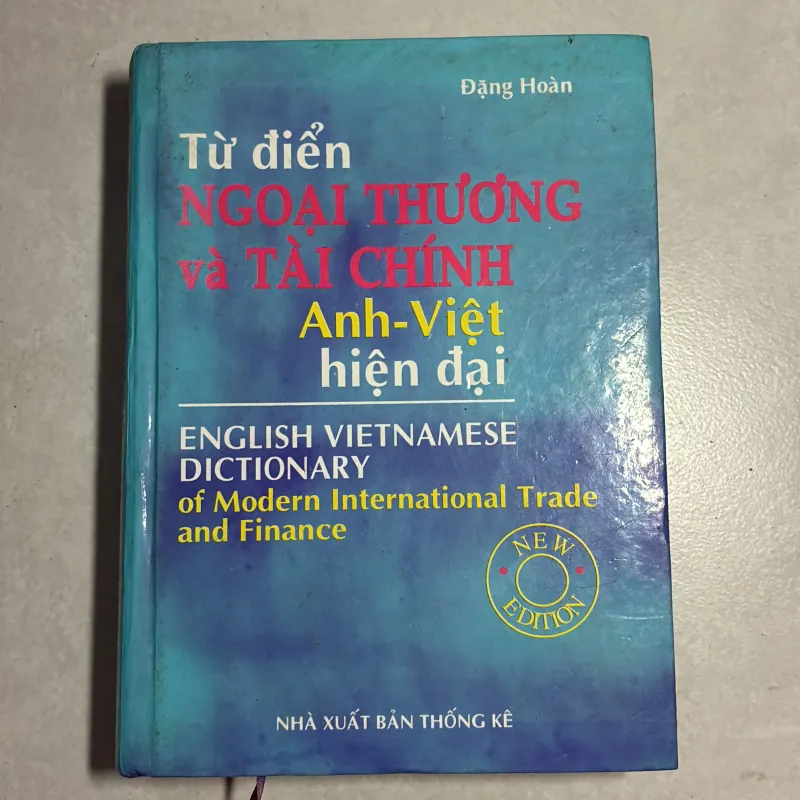 Đặng Hoàn
Từ điển
NGOẠI THƯƠNG
và TÀI CHÍNH
Anh-Việt
hiện đại
ENGLISH VIETNAMESE
DICTIONARY
of Modern International Trade
and Finance
NEW
EDITION
NHÀ XUẤT BẢN THỐNG KÊ